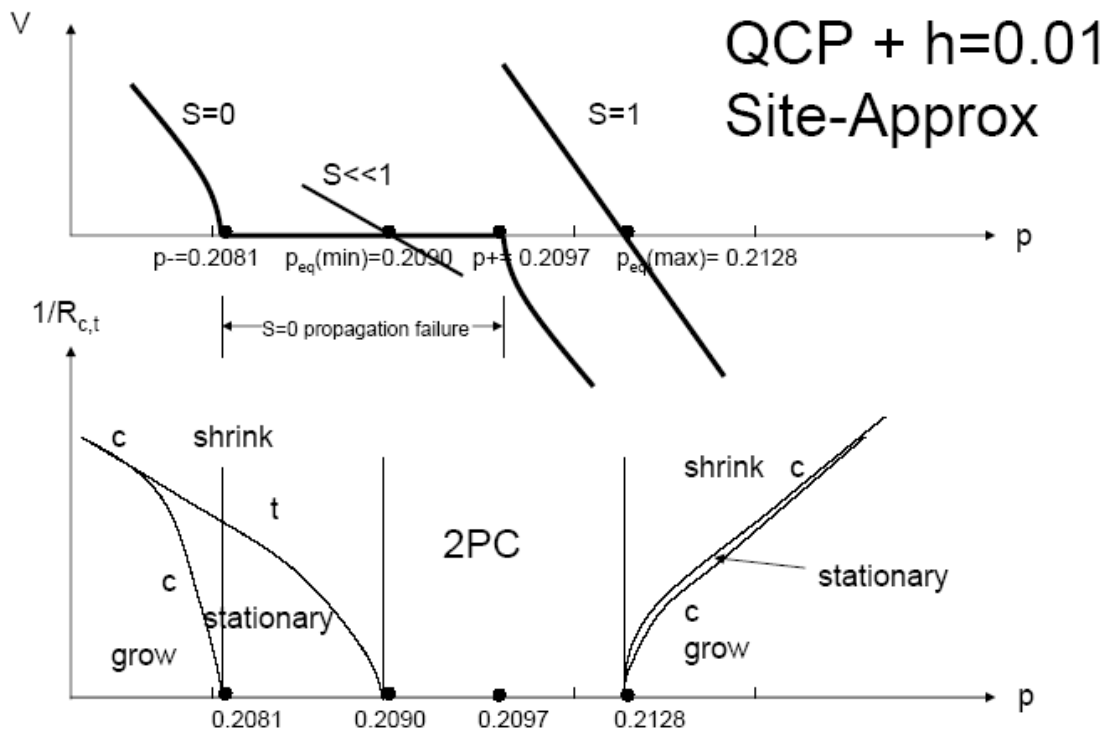 V
QCP + h=0.01
Site-Approx
S=0
S=1
S<<1
p
p-=0.2081
peq(min)=0.2090
p+= 0.2097
peq(max)= 0.2128
1/Rc,t
S=0 propagation failure
c
shrink
shrink
c
t
2PC
stationary
c
stationary
c
grow
grow
p
0.2081
0.2090
0.2097
0.2128